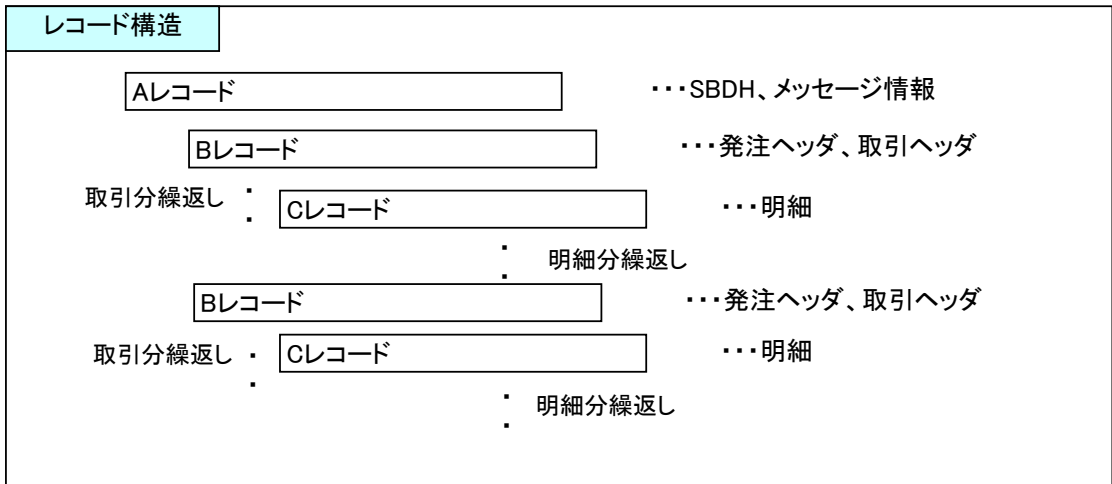 レコード構造
Aレコード ・・・SBDH、メッセージ情報
Bレコード ・・・発注ヘッダ、取引ヘッダ
取引分繰返し :
Cレコード ・・・明細
: 明細分繰返し
Bレコード ・・・発注ヘッダ、取引ヘッダ
取引分繰返し :
Cレコード ・・・明細
: 明細分繰返し